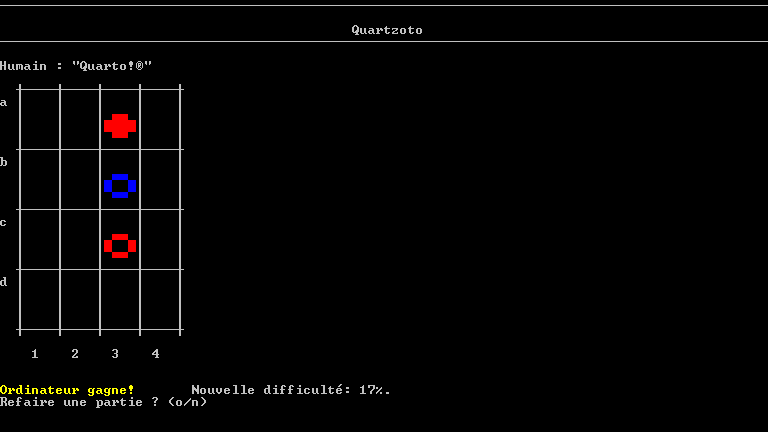 Quartzoto
Humain : "Quarto!®"
a
b
c
d
1 2 3 4
Ordinateur gagne! Nouvelle difficulté: 17%.
Refaire une partie ? (o/n)